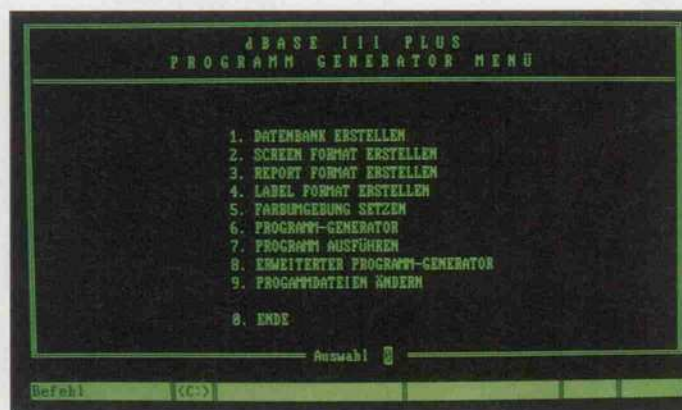 dBASE III PLUS
PROGRAMM GENERATOR MENÜ
1. DATENBANK ERSTELLEN
2. SCREEN FORMAT ERSTELLEN
3. REPORT FORMAT ERSTELLEN
4. LABEL FORMAT ERSTELLEN
5. FARBUMGEBUNG SETZEN
6. PROGRAMM-GENERATOR
7. PROGRAMM AUSFÜHREN
8. ERWEITERTER PROGRAMM-GENERATOR
9. PROGAMMDATEIEN ÄNDERN
0. ENDE
Auswahl 0
Befehl <C:>